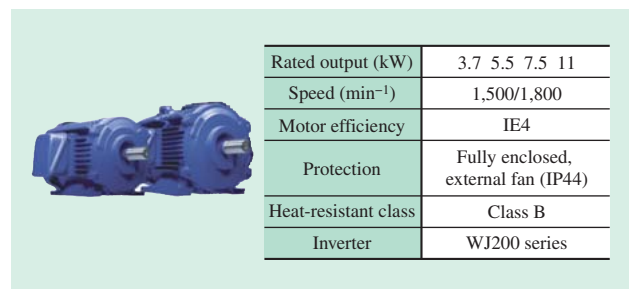 Rated output (kW) 3.7 5.5 7.5 11
Speed (min⁻¹) 1,500/1,800
Motor efficiency IE4
Protection Fully enclosed,
external fan (IP44)
Heat-resistant class Class B
Inverter WJ200 series